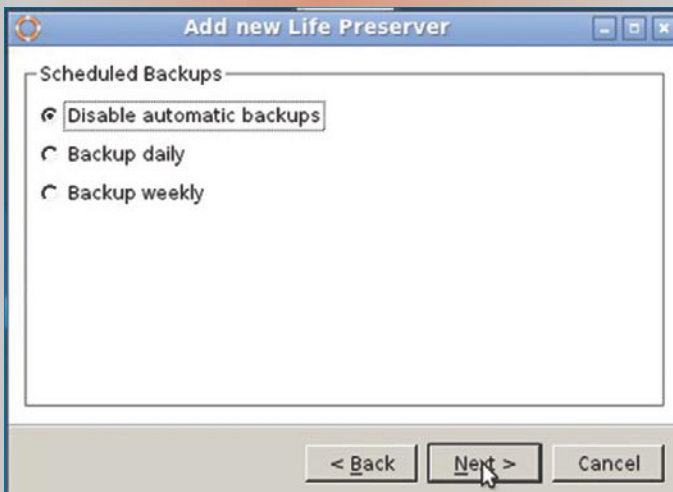 Add new Life Preserver
Scheduled Backups
Disable automatic backups
Backup daily
Backup weekly
< Back Next > Cancel